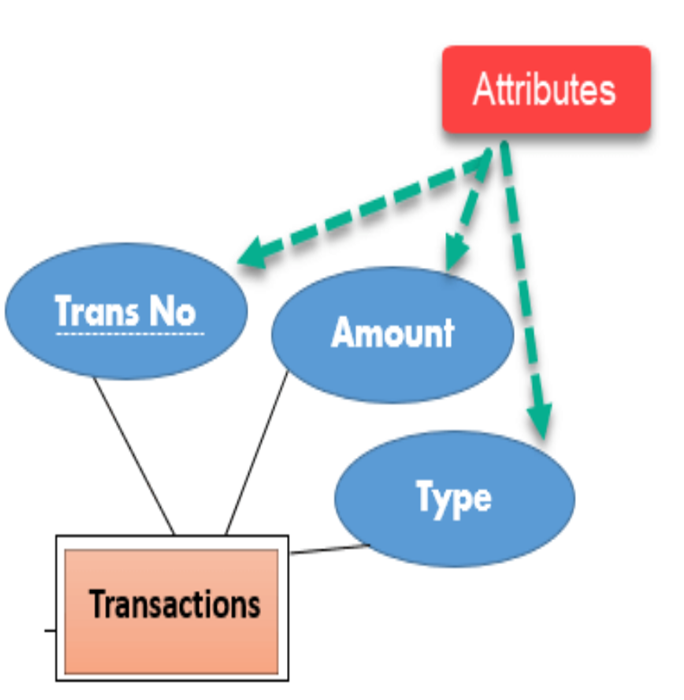 Attributes
Trans No
Amount
Type
Transactions